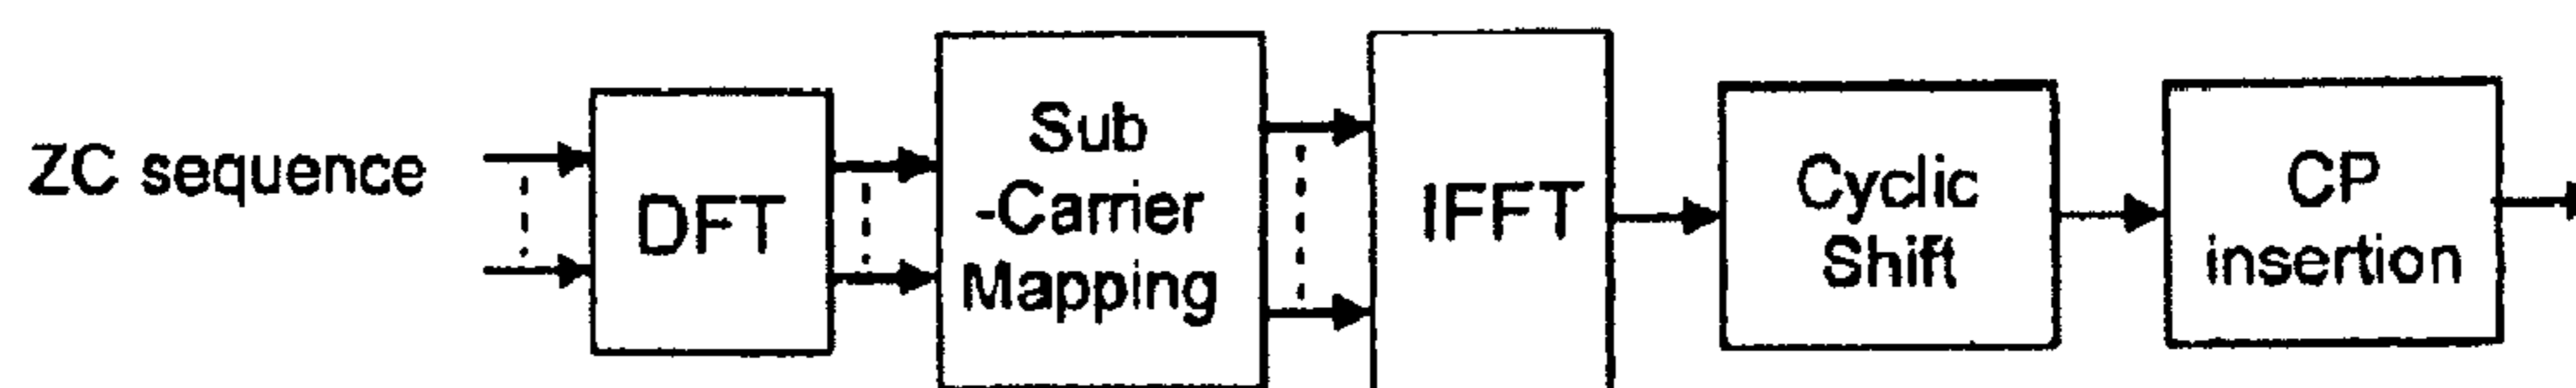 ZC sequence
DFT
Sub
-Carrier
Mapping
IFFT
Cyclic
Shift
CP
insertion